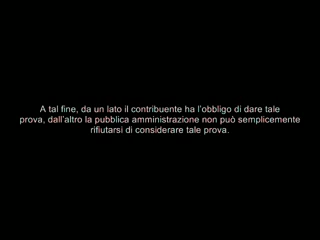 A tal fine, da un lato il contribuente ha l'obbligo di dare tale
prova, dall'altro la pubblica amministrazione non può semplicemente
rifiutarsi di considerare tale prova.